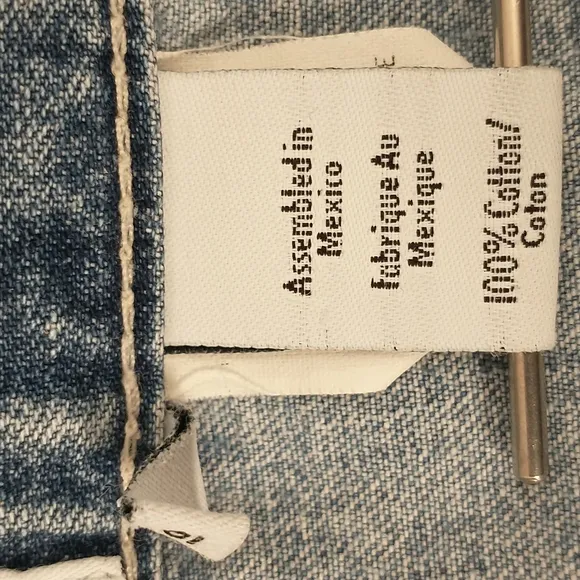 Assembled in
Mexico
Fabrique Au
Mexique
100% Cotton/
Coton